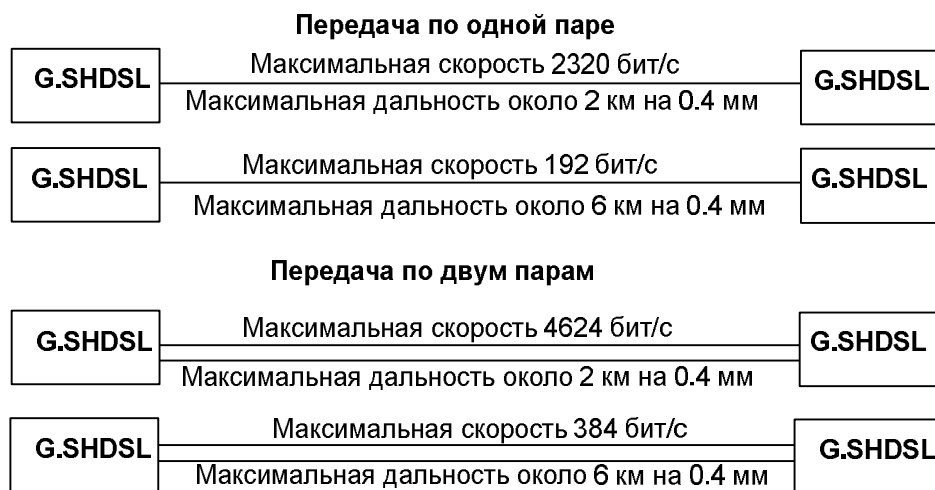 Передача по одной паре
G.SHDSL
Максимальная скорость 2320 бит/с
G.SHDSL
Максимальная дальность около 2 км на 0.4 мм
G.SHDSL
Максимальная скорость 192 бит/с
G.SHDSL
Максимальная дальность около 6 км на 0.4 мм
Передача по двум парам
G.SHDSL
Максимальная скорость 4624 бит/с
G.SHDSL
Максимальная дальность около 2 км на 0.4 мм
G.SHDSL
Максимальная скорость 384 бит/с
G.SHDSL
Максимальная дальность около 6 км на 0.4 мм